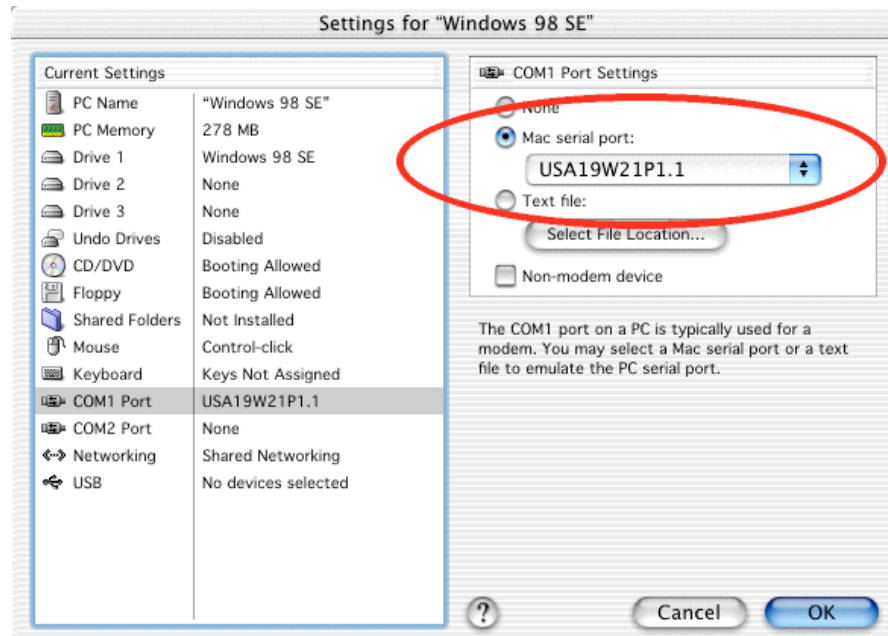 Settings for “Windows 98 SE”
Current Settings
PC Name “Windows 98 SE”
PC Memory 278 MB
Drive 1 Windows 98 SE
Drive 2 None
Drive 3 None
Undo Drives Disabled
CD/DVD Booting Allowed
Floppy Booting Allowed
Shared Folders Not Installed
Mouse Control-click
Keyboard Keys Not Assigned
COM1 Port USA19W21P1.1
COM2 Port None
Networking Shared Networking
USB No devices selected
COM1 Port Settings
None
Mac serial port:
USA19W21P1.1
Text file:
Select File Location...
Non-modem device
The COM1 port on a PC is typically used for a
modem. You may select a Mac serial port or a text
file to emulate the PC serial port.
?
Cancel
OK